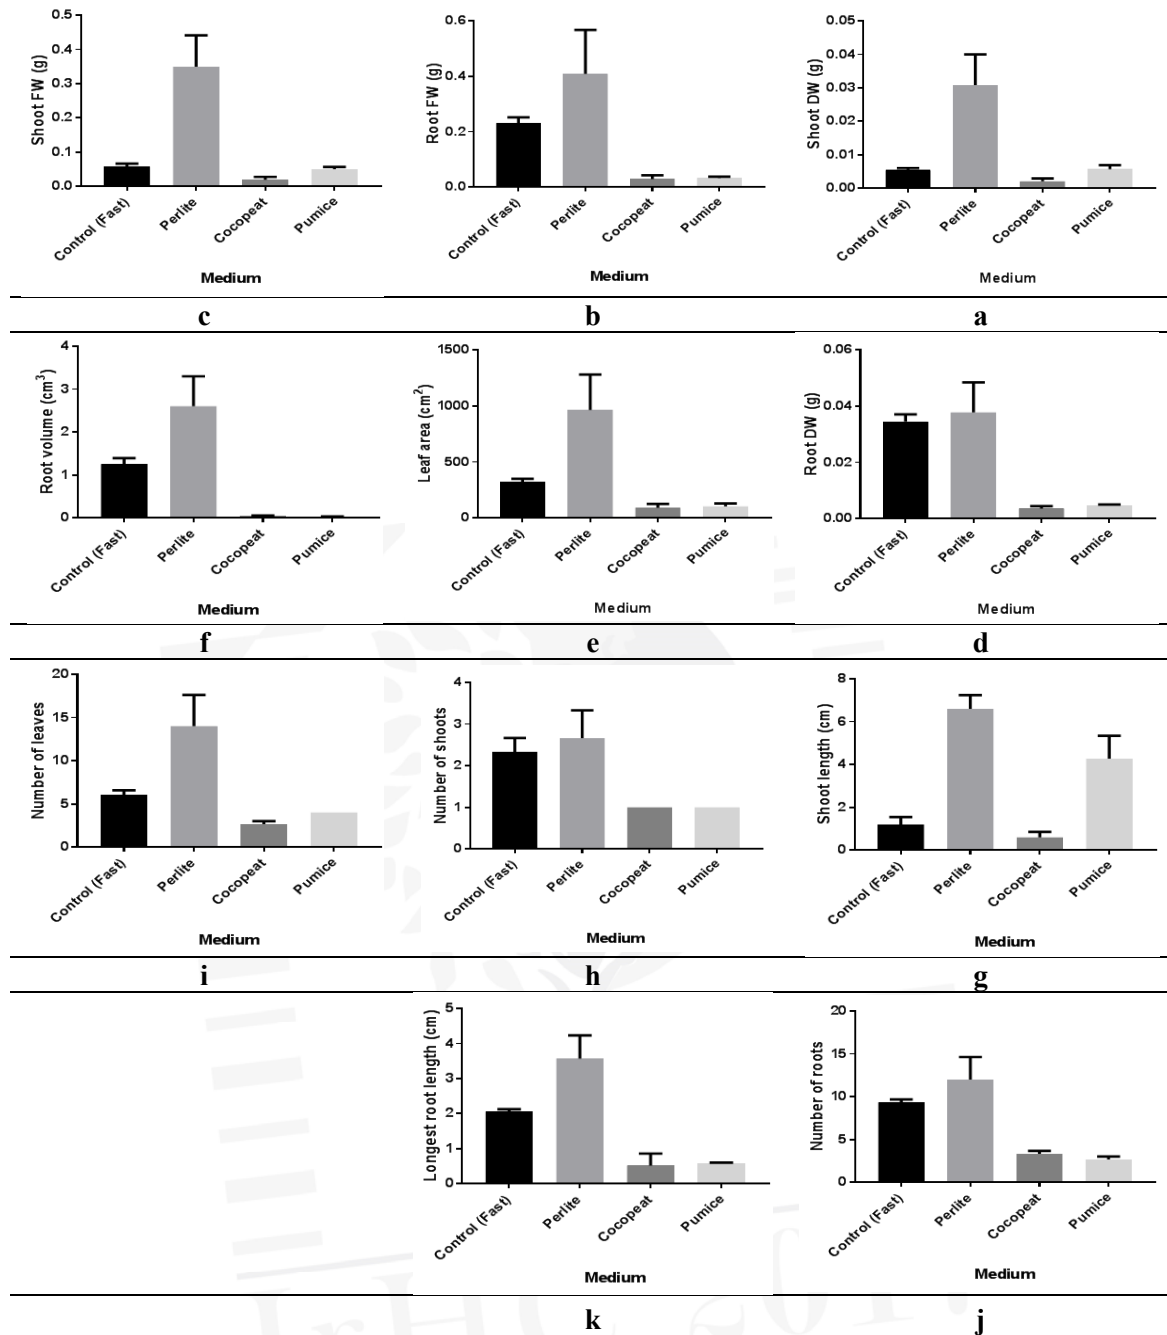 Shoot FW (g)
0.5
0.4
0.3
0.2
0.1
0.0
Control (Fast)
Perlite
Cocopeat
Pumice
Medium
Root FW (g)
0.6
0.4
0.2
0.0
Control (Fast)
Perlite
Cocopeat
Pumice
Medium
Shoot DW (g)
0.05
0.04
0.03
0.02
0.01
0.00
Control (Fast)
Perlite
Cocopeat
Pumice
Medium
c
b
a
Root volume (cm³)
4
3
2
1
0
Control (Fast)
Perlite
Cocopeat
Pumice
Medium
Leaf area (cm²)
1500
1000
500
0
Control (Fast)
Perlite
Cocopeat
Pumice
Medium
Root DW (g)
0.06
0.04
0.02
0.00
Control (Fast)
Perlite
Cocopeat
Pumice
Medium
f
e
d
Number of leaves
20
15
10
5
0
Control (Fast)
Perlite
Cocopeat
Pumice
Medium
Number of shoots
4
3
2
1
0
Control (Fast)
Perlite
Cocopeat
Pumice
Medium
Shoot length (cm)
8
6
4
2
0
Control (Fast)
Perlite
Cocopeat
Pumice
Medium
i
h
g
Longest root length (cm)
5
4
3
2
1
0
Control (Fast)
Perlite
Cocopeat
Pumice
Medium
Number of roots
20
15
10
5
0
Control (Fast)
Perlite
Cocopeat
Pumice
Medium
k
j